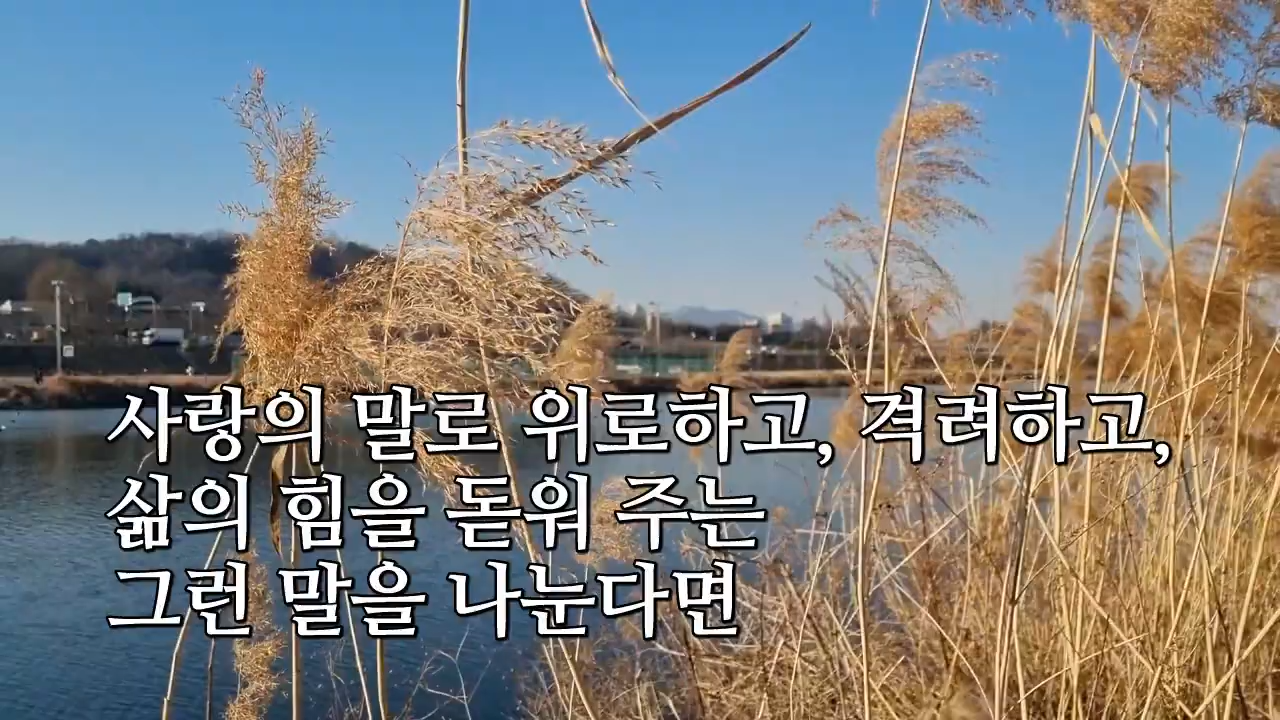 사랑의 말로 위로하고, 격려하고,
삶의 힘을 돋워 주는
그런 말을 나눈다면